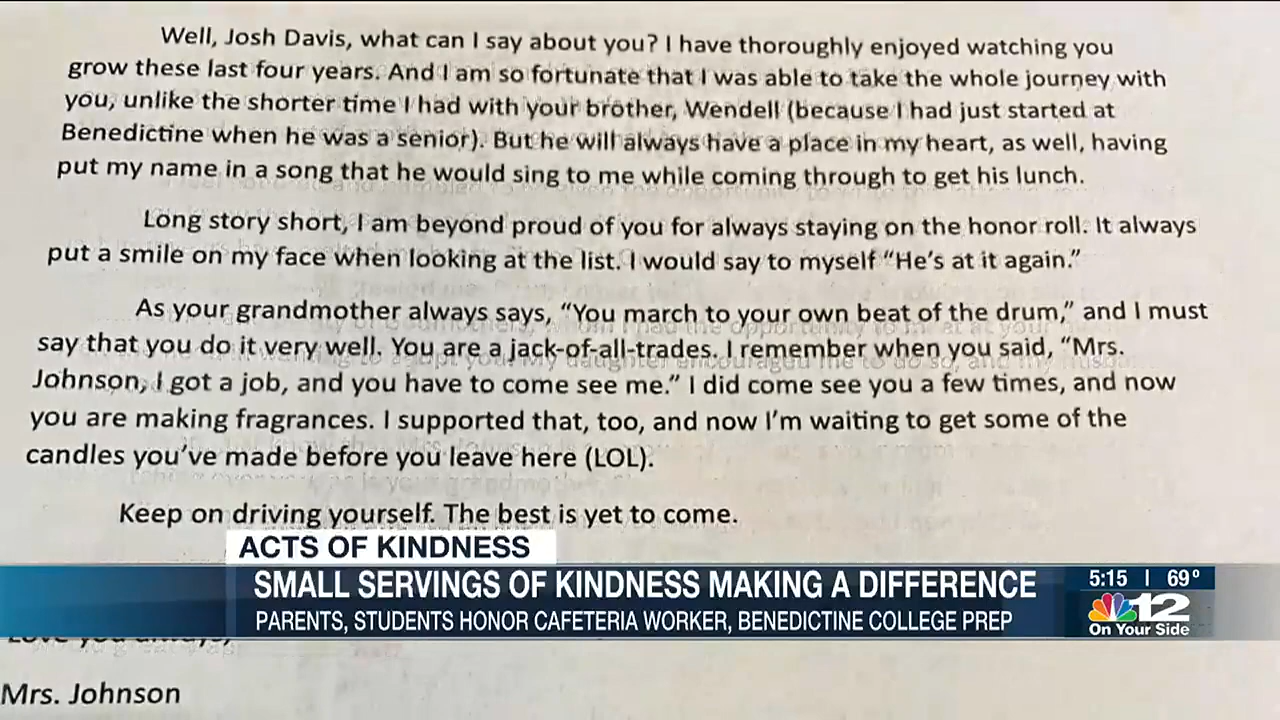 Well, Josh Davis, what can I say about you? I have thoroughly enjoyed watching you
grow these last four years. And I am so fortunate that I was able to take the whole journey with
you, unlike the shorter time I had with your brother, Wendell (because I had just started at
Benedictine when he was a senior). But he will always have a place in my heart, as well, having
put my name in a song that he would sing to me while coming through to get his lunch.
Long story short, I am beyond proud of you for always staying on the honor roll. It always
put a smile on my face when looking at the list. I would say to myself “He’s at it again.”
As your grandmother always says, “You march to your own beat of the drum,” and I must
say that you do it very well. You are a jack-of-all-trades. I remember when you said, “Mrs.
Johnson, I got a job, and you have to come see me.” I did come see you a few times, and now
you are making fragrances. I supported that, too, and now I’m waiting to get some of the
candles you’ve made before you leave here (LOL).
Keep on driving yourself. The best is yet to come.
ACTS OF KINDNESS
SMALL SERVINGS OF KINDNESS MAKING A DIFFERENCE
PARENTS, STUDENTS HONOR CAFETERIA WORKER, BENEDICTINE COLLEGE PREP
5:15 | 69°
12
On Your Side
Mrs. Johnson